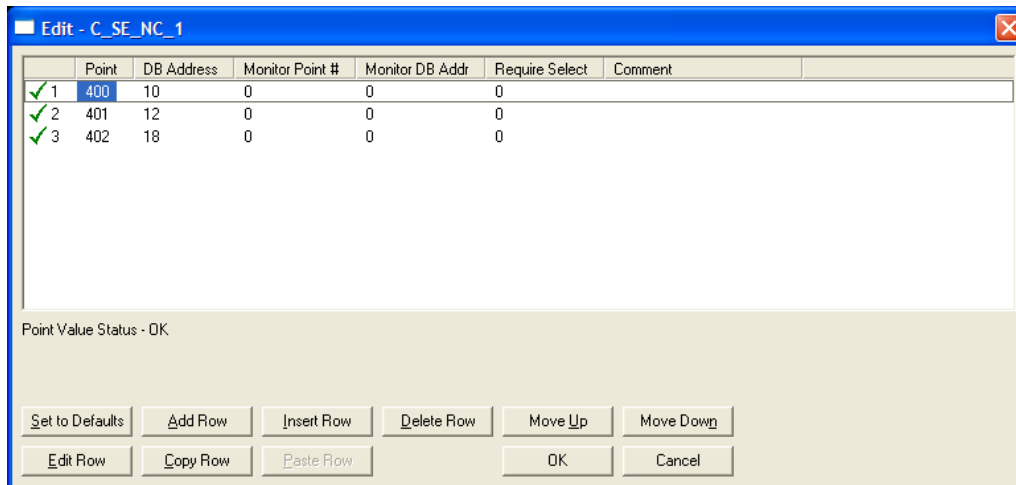 Edit - C_SE_NC_1
Point DB Address Monitor Point # Monitor DB Addr Require Select Comment
1 400 10 0 0 0
2 401 12 0 0 0
3 402 18 0 0 0
Point Value Status - OK
Set to Defaults Add Row Insert Row Delete Row Move Up Move Down
Edit Row Copy Row Paste Row OK Cancel